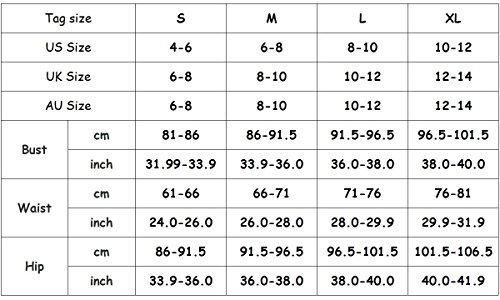 Tag size S M L XL
US Size 4-6 6-8 8-10 10-12
UK Size 6-8 8-10 10-12 12-14
AU Size 6-8 8-10 10-12 12-14
Bust
cm 81-86 86-91.5 91.5-96.5 96.5-101.5
inch 31.99-33.9 33.9-36.0 36.0-38.0 38.0-40.0
Waist
cm 61-66 66-71 71-76 76-81
inch 24.0-26.0 26.0-28.0 28.0-29.9 29.9-31.9
Hip
cm 86-91.5 91.5-96.5 96.5-101.5 101.5-106.5
inch 33.9-36.0 36.0-38.0 38.0-40.0 40.0-41.9